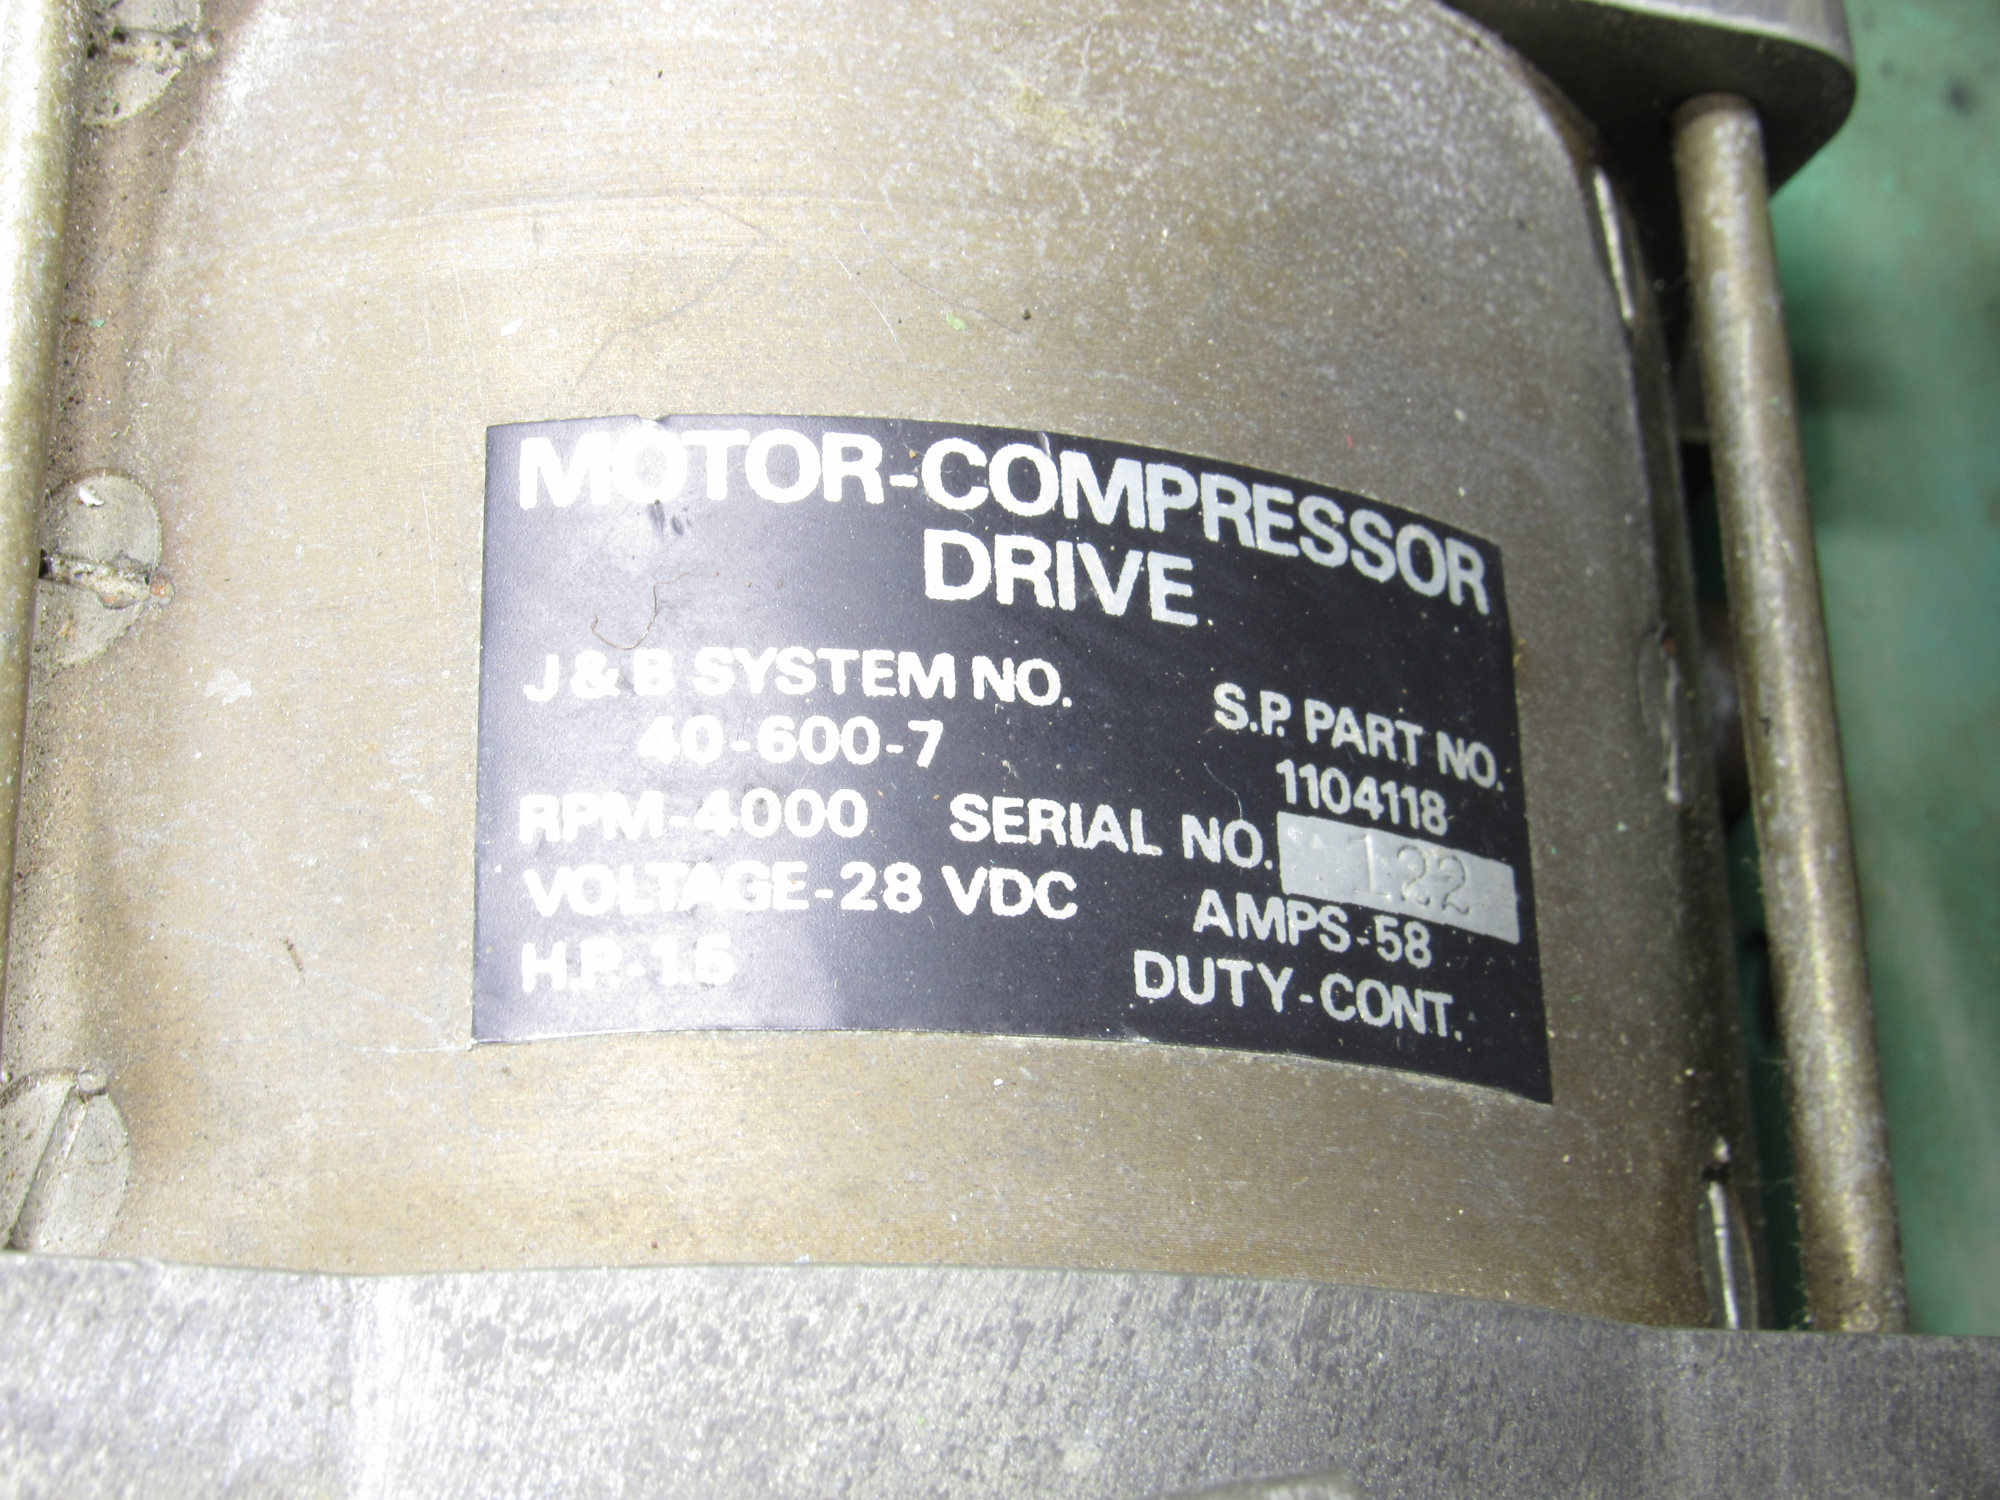 MOTOR-COMPRESSOR
DRIVE
J & B SYSTEM NO.
40-600-7
S.P. PART NO.
1104118
RPM-4000 SERIAL NO. 122
VOLTAGE-28 VDC AMPS-58
H.P.-1.5 DUTY-CONT.